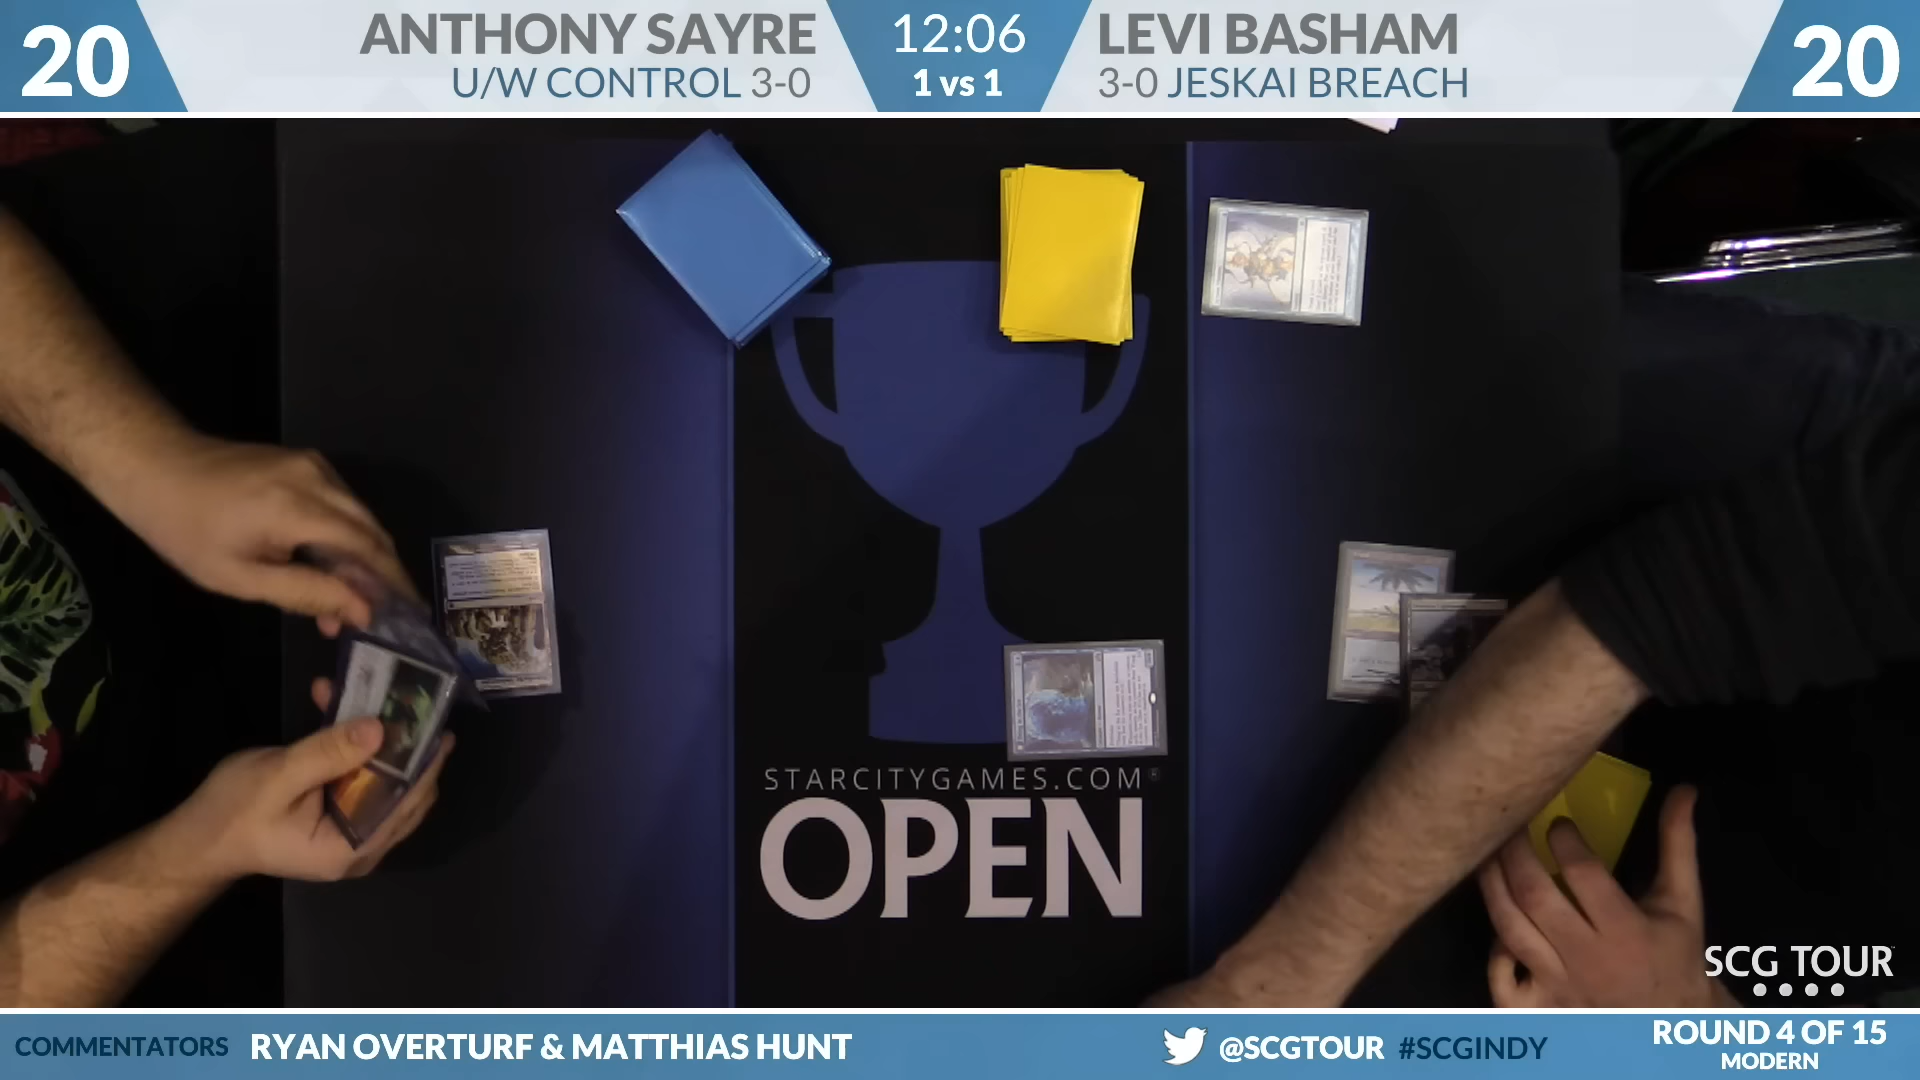 20
ANTHONY SAYRE
U/W CONTROL 3-0
12:06
1 vs 1
LEVI BASHAM
3-0 JESKAI BREACH
20
STARCITYGAMES.COM®
OPEN
SCG TOUR
COMMENTATORS RYAN OVERTURF & MATTHIAS HUNT
@SCGTOUR #SCGINDY
ROUND 4 OF 15
MODERN